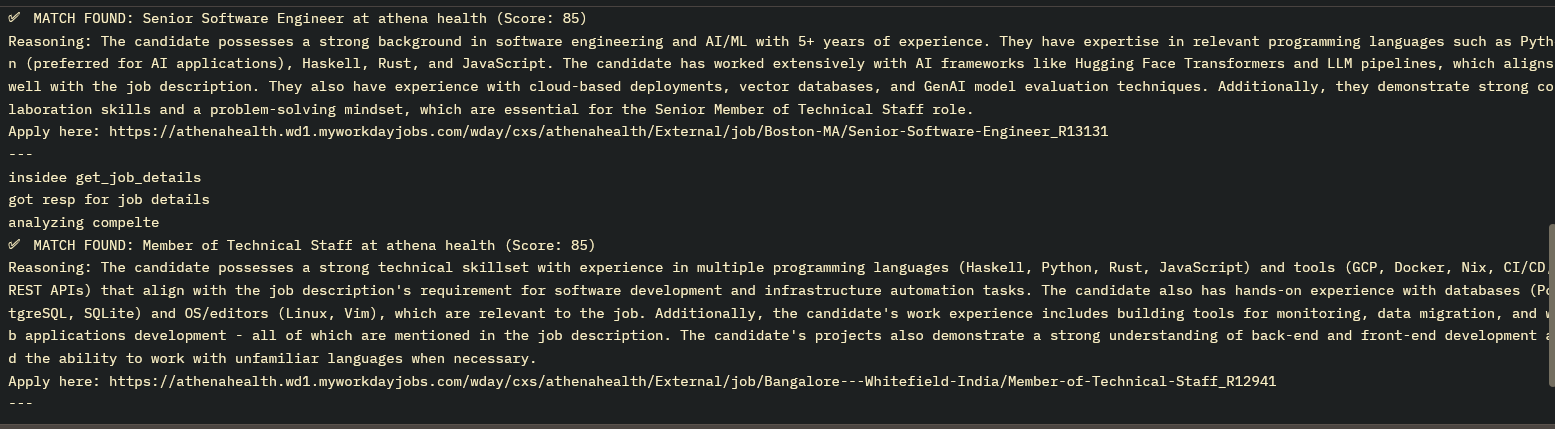 ✅ MATCH FOUND: Senior Software Engineer at athena health (Score: 85)
Reasoning: The candidate possesses a strong background in software engineering and AI/ML with 5+ years of experience. They have expertise in relevant programming languages such as Pyth
n (preferred for AI applications), Haskell, Rust, and JavaScript. The candidate has worked extensively with AI frameworks like Hugging Face Transformers and LLM pipelines, which aligns
well with the job description. They also have experience with cloud-based deployments, vector databases, and GenAI model evaluation techniques. Additionally, they demonstrate strong co
laboration skills and a problem-solving mindset, which are essential for the Senior Member of Technical Staff role.
Apply here: https://athenahealth.wd1.myworkdayjobs.com/wday/cxs/athenahealth/External/job/Boston-MA/Senior-Software-Engineer_R13131
---
insidee get_job_details
got resp for job details
analyzing compelte
✅ MATCH FOUND: Member of Technical Staff at athena health (Score: 85)
Reasoning: The candidate possesses a strong technical skillset with experience in multiple programming languages (Haskell, Python, Rust, JavaScript) and tools (GCP, Docker, Nix, CI/CD,
REST APIs) that align with the job description's requirement for software development and infrastructure automation tasks. The candidate also has hands-on experience with databases (Po
tgreSQL, SQLite) and OS/editors (Linux, Vim), which are relevant to the job. Additionally, the candidate's work experience includes building tools for monitoring, data migration, and w
b applications development - all of which are mentioned in the job description. The candidate's projects also demonstrate a strong understanding of back-end and front-end development a
d the ability to work with unfamiliar languages when necessary.
Apply here: https://athenahealth.wd1.myworkdayjobs.com/wday/cxs/athenahealth/External/job/Bangalore---Whitefield-India/Member-of-Technical-Staff_R12941
---